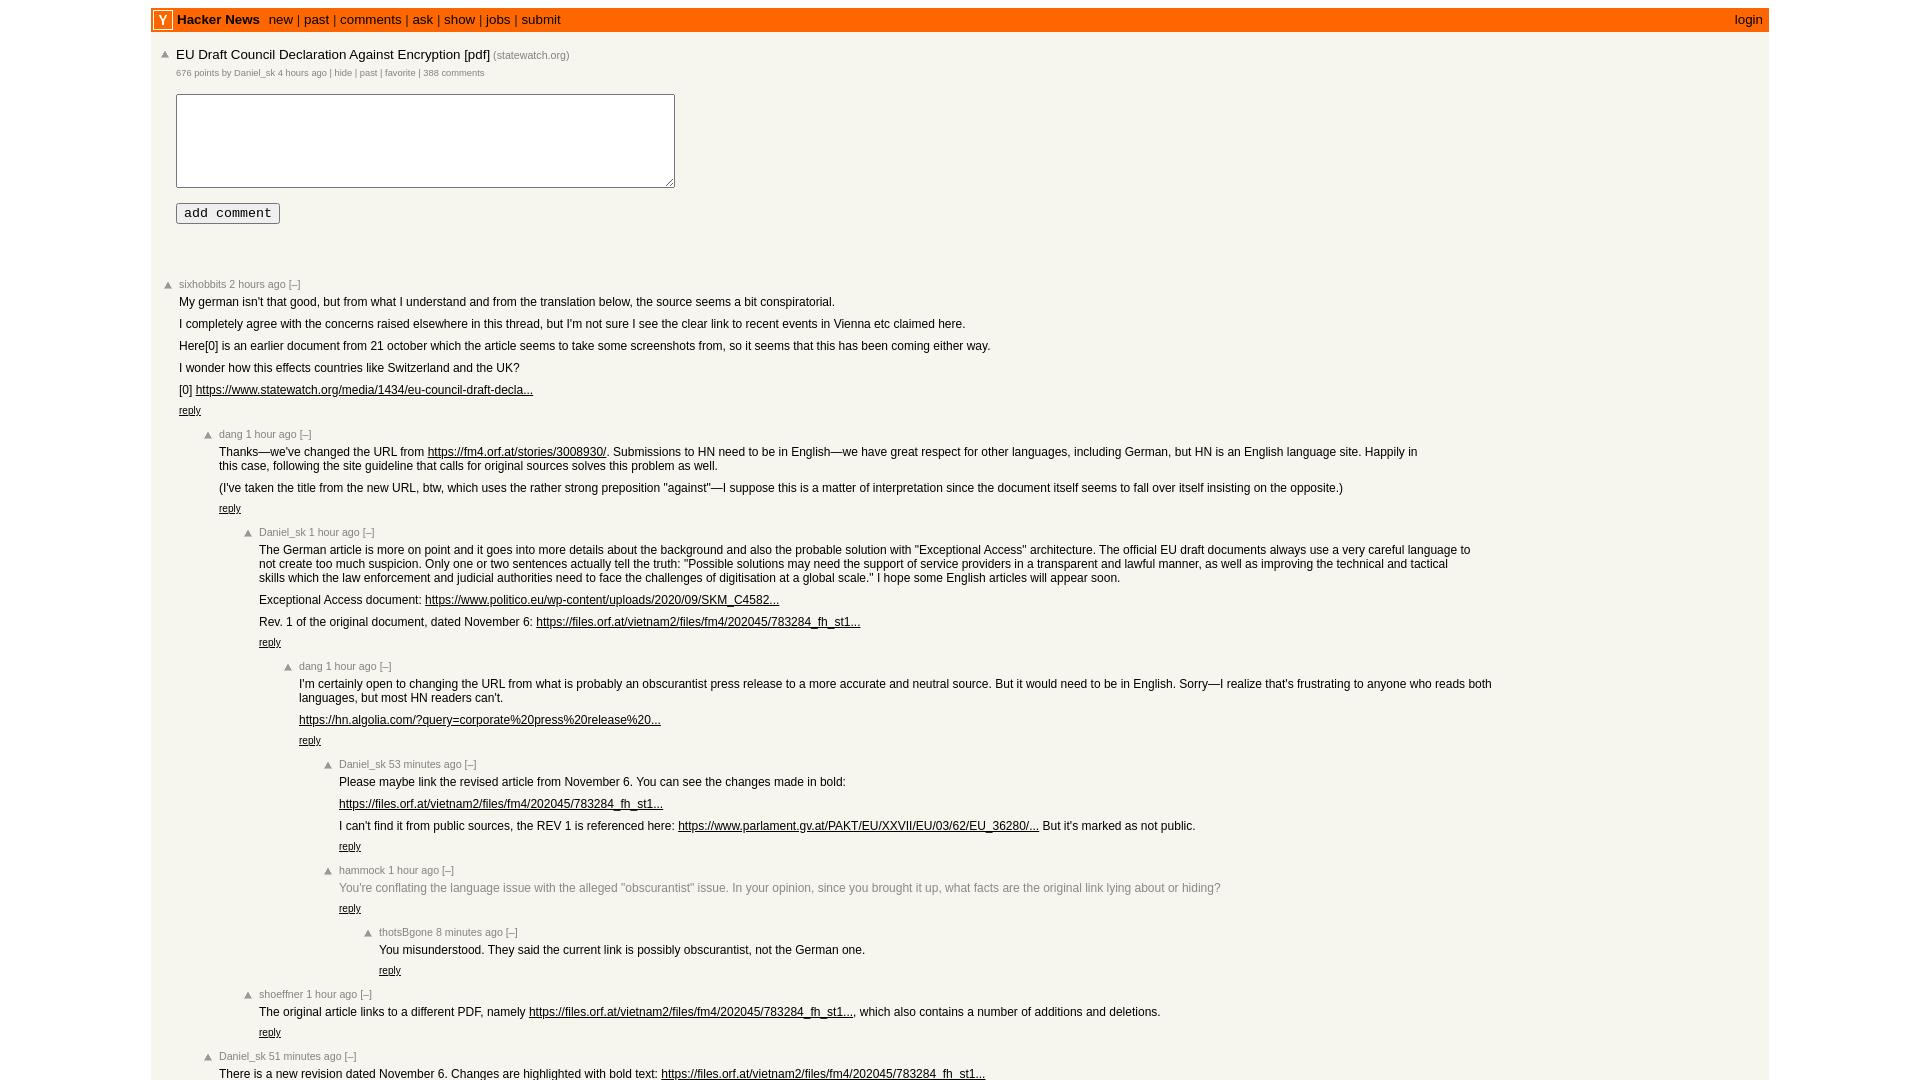 Y Hacker News new | past | comments | ask | show | jobs | submit login
EU Draft Council Declaration Against Encryption [pdf] (statewatch.org)
676 points by Daniel_sk 4 hours ago | hide | past | favorite | 388 comments
add comment
sixhobbits 2 hours ago [–]
My german isn't that good, but from what I understand and from the translation below, the source seems a bit conspiratorial.
I completely agree with the concerns raised elsewhere in this thread, but I'm not sure I see the clear link to recent events in Vienna etc claimed here.
Here[0] is an earlier document from 21 october which the article seems to take some screenshots from, so it seems that this has been coming either way.
I wonder how this effects countries like Switzerland and the UK?
[0] https://www.statewatch.org/media/1434/eu-council-draft-decla...
reply
dang 1 hour ago [–]
Thanks—we've changed the URL from https://fm4.orf.at/stories/3008930/. Submissions to HN need to be in English—we have great respect for other languages, including German, but HN is an English language site. Happily in
this case, following the site guideline that calls for original sources solves this problem as well.
(I've taken the title from the new URL, btw, which uses the rather strong preposition "against"—I suppose this is a matter of interpretation since the document itself seems to fall over itself insisting on the opposite.)
reply
Daniel_sk 1 hour ago [–]
The German article is more on point and it goes into more details about the background and also the probable solution with "Exceptional Access" architecture. The official EU draft documents always use a very careful language to
not create too much suspicion. Only one or two sentences actually tell the truth: "Possible solutions may need the support of service providers in a transparent and lawful manner, as well as improving the technical and tactical
skills which the law enforcement and judicial authorities need to face the challenges of digitisation at a global scale." I hope some English articles will appear soon.
Exceptional Access document: https://www.politico.eu/wp-content/uploads/2020/09/SKM_C4582...
Rev. 1 of the original document, dated November 6: https://files.orf.at/vietnam2/files/fm4/202045/783284_fh_st1...
reply
dang 1 hour ago [–]
I'm certainly open to changing the URL from what is probably an obscurantist press release to a more accurate and neutral source. But it would need to be in English. Sorry—I realize that's frustrating to anyone who reads both
languages, but most HN readers can't.
https://hn.algolia.com/?query=corporate%20press%20release%20...
reply
Daniel_sk 53 minutes ago [–]
Please maybe link the revised article from November 6. You can see the changes made in bold:
https://files.orf.at/vietnam2/files/fm4/202045/783284_fh_st1...
I can't find it from public sources, the REV 1 is referenced here: https://www.parlament.gv.at/PAKT/EU/XXVII/EU/03/62/EU_36280/... But it's marked as not public.
reply
hammock 1 hour ago [–]
You're conflating the language issue with the alleged "obscurantist" issue. In your opinion, since you brought it up, what facts are the original link lying about or hiding?
reply
thotsBgone 8 minutes ago [–]
You misunderstood. They said the current link is possibly obscurantist, not the German one.
reply
shoeffner 1 hour ago [–]
The original article links to a different PDF, namely https://files.orf.at/vietnam2/files/fm4/202045/783284_fh_st1..., which also contains a number of additions and deletions.
reply
Daniel_sk 51 minutes ago [–]
There is a new revision dated November 6. Changes are highlighted with bold text: https://files.orf.at/vietnam2/files/fm4/202045/783284_fh_st1...